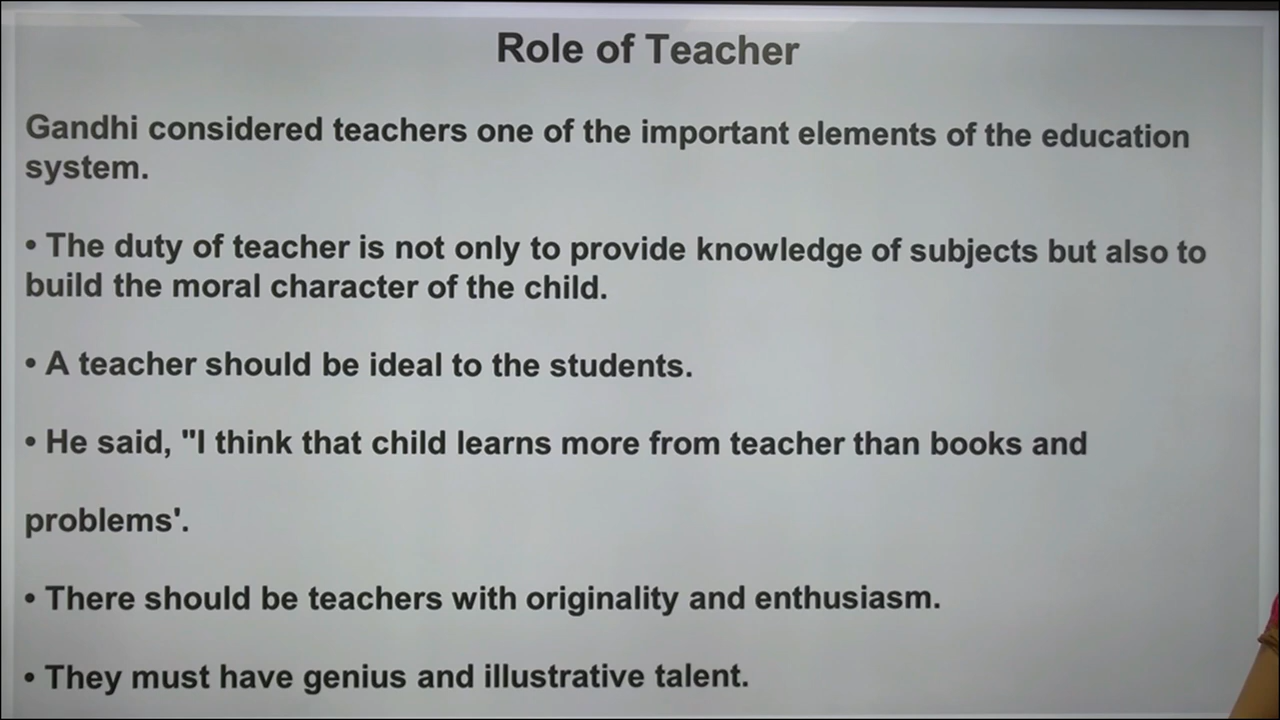 Role of Teacher
Gandhi considered teachers one of the important elements of the education
system.
• The duty of teacher is not only to provide knowledge of subjects but also to
build the moral character of the child.
• A teacher should be ideal to the students.
• He said, "I think that child learns more from teacher than books and
problems'.
• There should be teachers with originality and enthusiasm.
• They must have genius and illustrative talent.